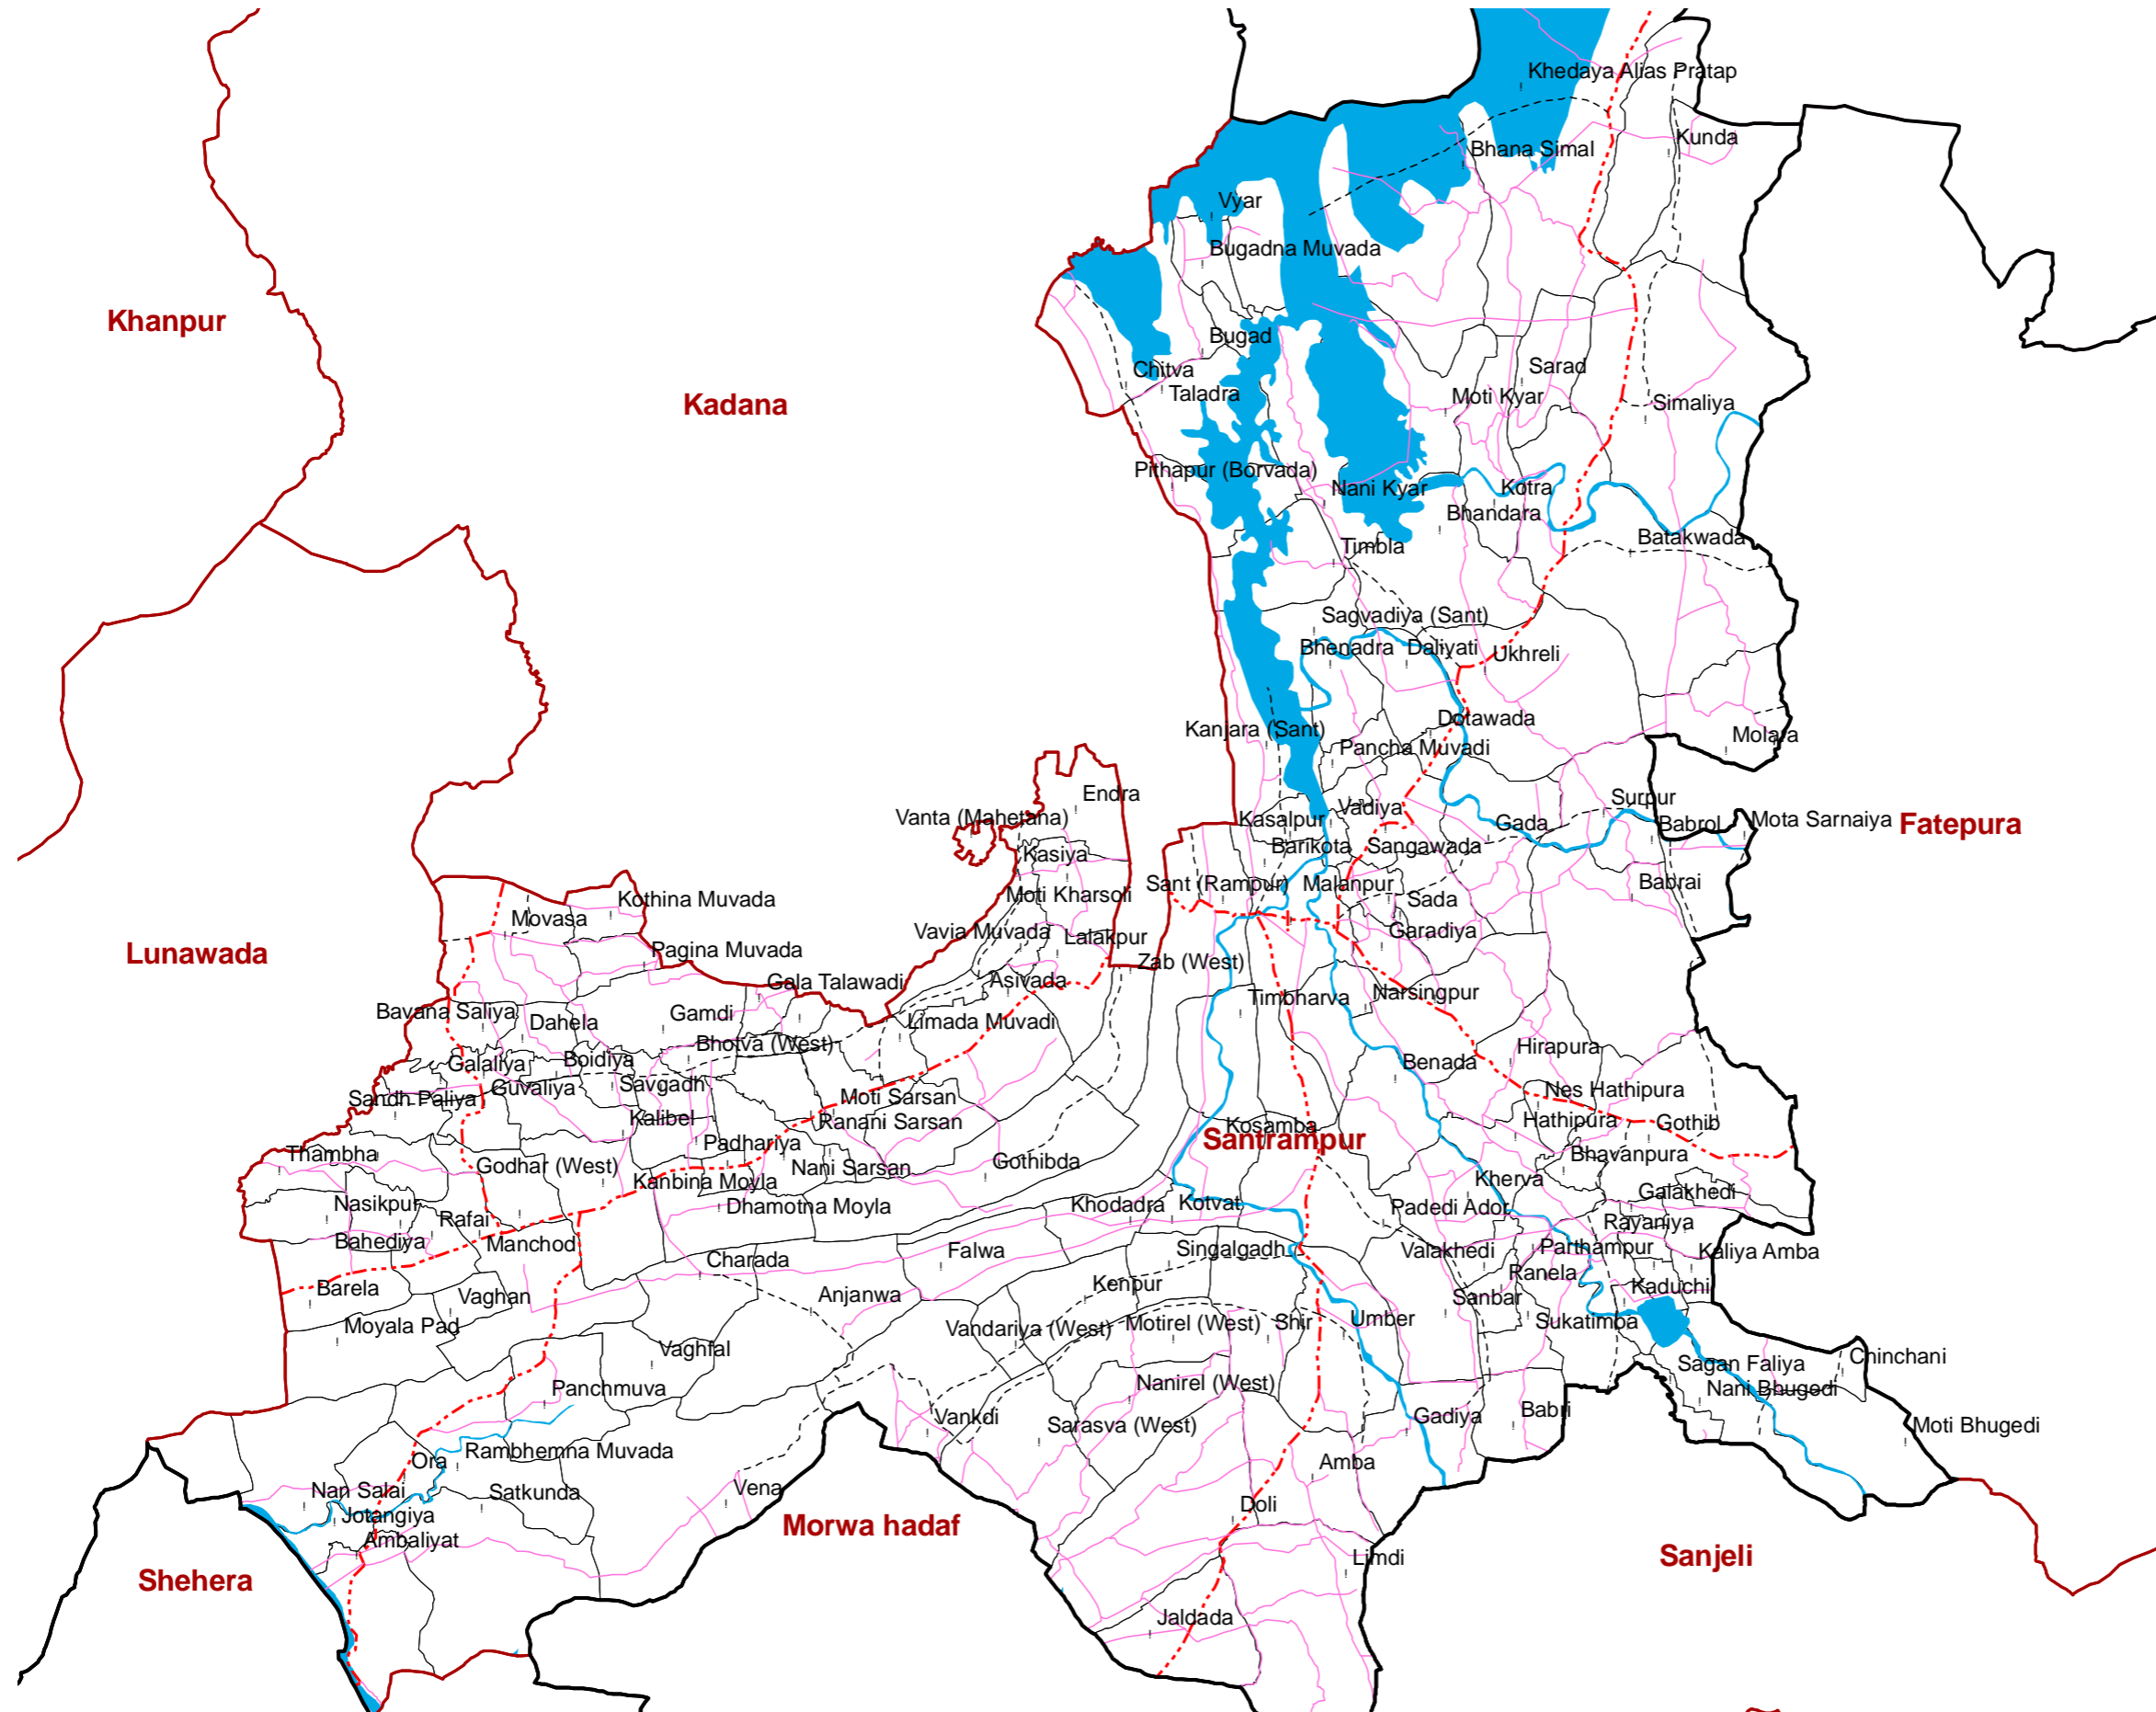 Khedaya Alias Pratap
Kunda
Bhana Simal
Vyar
Bugadna Muvada
Khanpur
Bugad
Sarad
Chitva
Taladra
Moti Kyar
Simaliya
Kadana
Pithapur (Borvada)
Nani Kyar
Kotra
Bhandara
Batakwada
Timbla
Sagvadiya (Sant)
Bhenadra
Daliyati
Ukhreli
Dotawada
Kanjara (Sant)
Pancha Muvadi
Molara
Endra
Surpur
Vadiya
Vanta (Mahetana)
Kasalpur
Gada
Babrol
Mota Sarnaiya
Fatepura
Barikota
Sangawada
Kasiya
Sant (Rampur)
Malanpur
Babrai
Moti Kharsoli
Sada
Kothina Muvada
Movasa
Vavia Muvada
Lalakpur
Garadiya
Pagina Muvada
Lunawada
Zab (West)
Gala Talawadi
Asivada
Timbharva
Narsingpur
Bavana Saliya
Dahela
Gamdi
Limada Muvadi
Bhotva (West)
Hirapura
Galaliya
Boidiya
Benada
Guvaliya
Savgadh
Nes Hathipura
Sandh Paliya
Moti Sarsan
Kalibel
Ranani Sarsan
Kosamba
Hathipura
Gothib
Santrampur
Padhariya
Thambha
Bhavanpura
Godhar (West)
Nani Sarsan
Gothibda
Kanbina Moyla
Kherva
Galakhedi
Nasikpur
Dhamotna Moyla
Khodadra
Kotvat
Padedi Ador
Rafai
Rayaniya
Bahediya
Manchod
Falwa
Singalgadh
Valakhedi
Parthampur
Kaliya Amba
Charada
Ranela
Barela
Vaghan
Anjanwa
Kenpur
Sanbar
Kaduchi
Moyala Pad
Vandariya (West)
Motirel (West)
Shir
Umber
Sukatimba
Vaghfal
Sagan Faliya
Chinchani
Panchmuva
Nanirel (West)
Nani Bhugedi
Vankdi
Sarasva (West)
Gadiya
Babri
Moti Bhugedi
Ora
Rambhemna Muvada
Amba
Nan Salai
Satkunda
Vena
Doli
Jotangiya
Morwa hadaf
Ambaliyat
Limdi
Sanjeli
Shehera
Jaldada